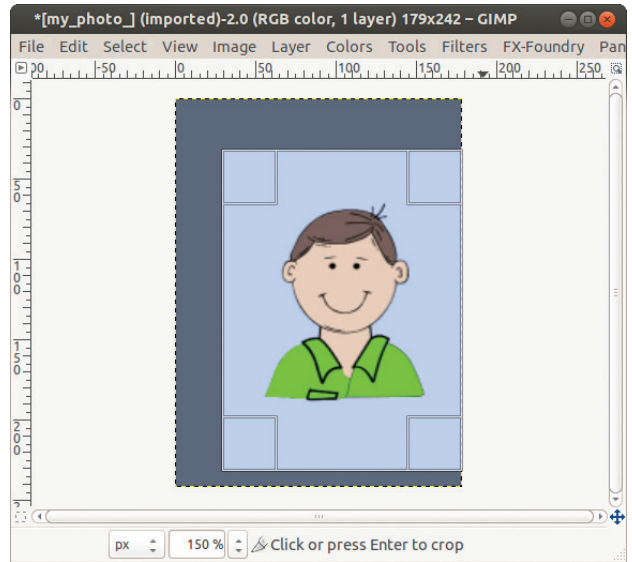 *[my_photo_] (imported)-2.0 (RGB color, 1 layer) 179x242 – GIMP
File Edit Select View Image Layer Colors Tools Filters FX-Foundry Pan
00 -50 0 50 100 150 200 250
0
50
100
150
200
px 150 % Click or press Enter to crop